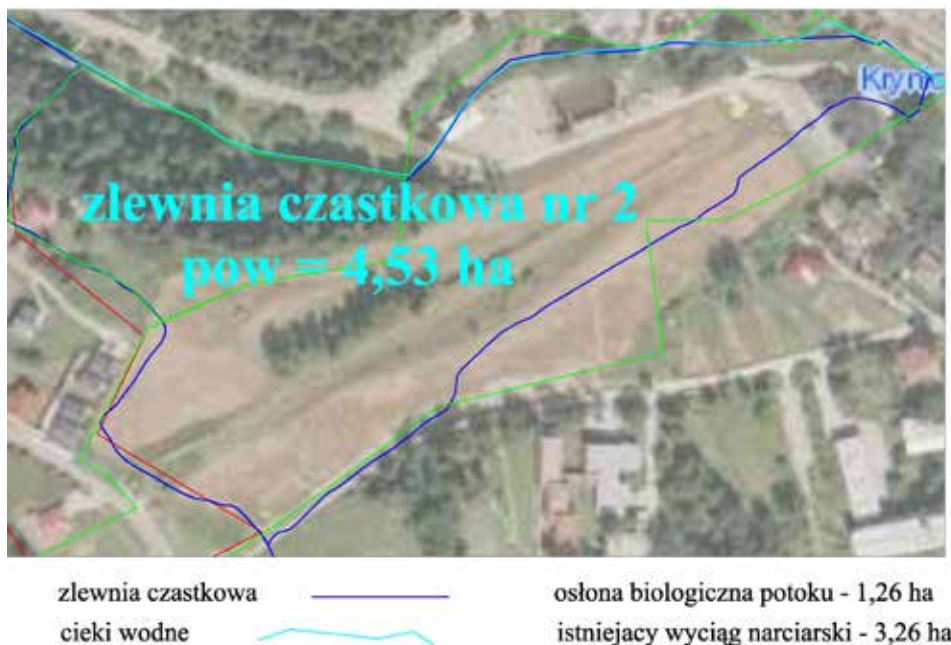 Krynic
zlewnia czastkowa nr 2
pow = 4,53 ha
zlewnia czastkowa
osłona biologiczna potoku - 1,26 ha
cieki wodne
istniejacy wyciąg narciarski - 3,26 ha